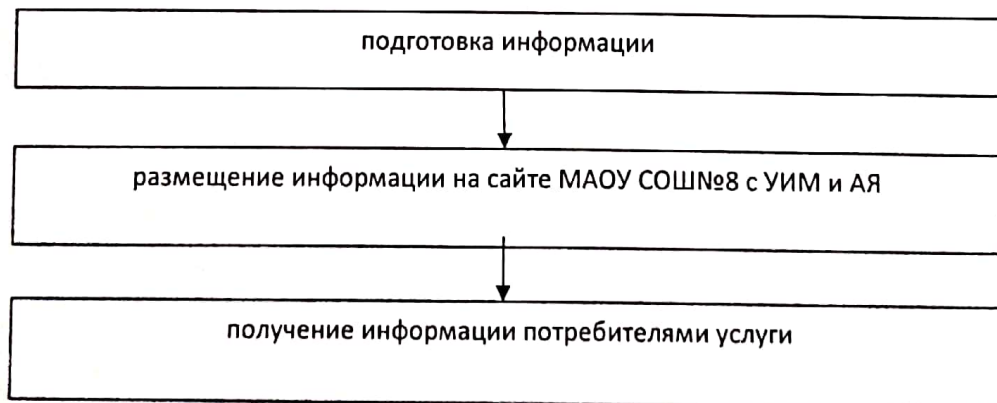 подготовка информации
размещение информации на сайте МАОУ СОШ№8 с УИМ и АЯ
получение информации потребителями услуги